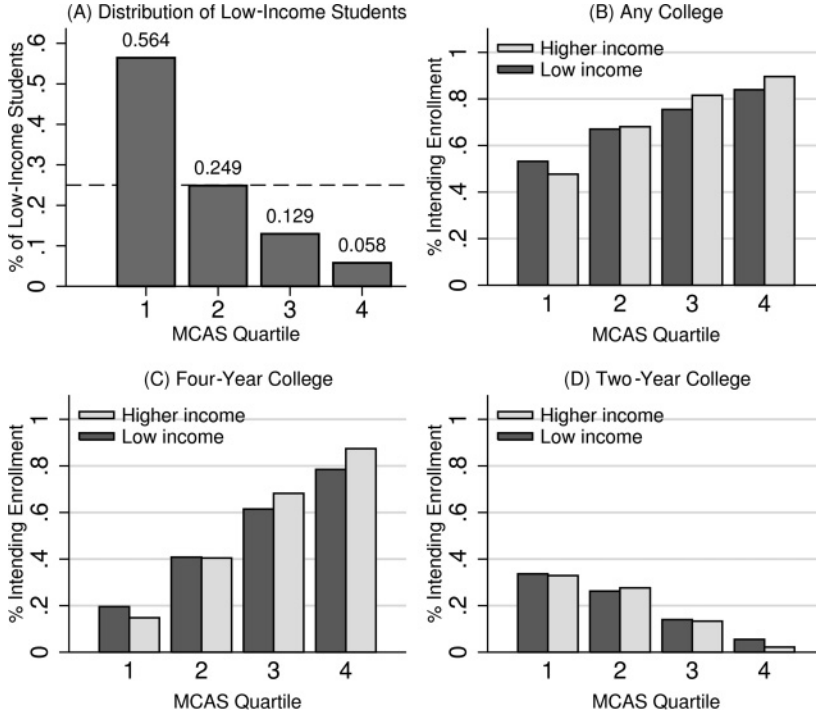 (A) Distribution of Low-Income Students
% of Low-Income Students
.6
.5
.4
.3
.2
.1
0
0.564
0.249
0.129
0.058
1 2 3 4
MCAS Quartile
(B) Any College
Higher income
Low income
% Intending Enrollment
1
.8
.6
.4
.2
0
1 2 3 4
MCAS Quartile
(C) Four-Year College
Higher income
Low income
% Intending Enrollment
1
.8
.6
.4
.2
0
1 2 3 4
MCAS Quartile
(D) Two-Year College
Higher income
Low income
% Intending Enrollment
1
.8
.6
.4
.2
0
1 2 3 4
MCAS Quartile